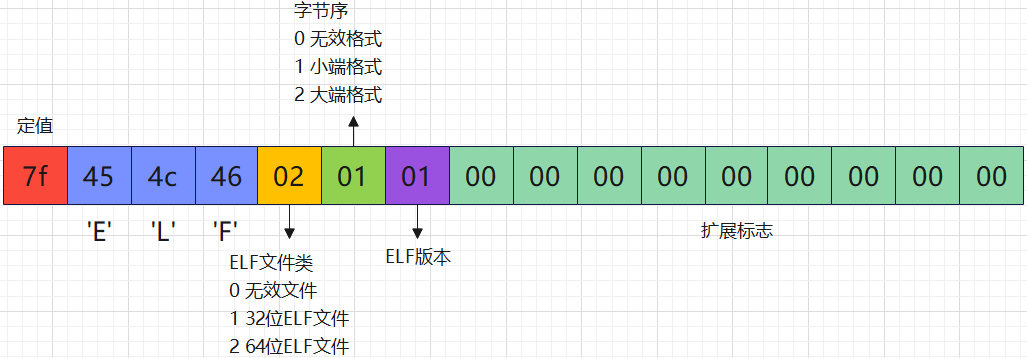 字节序
0 无效格式
1 小端格式
2 大端格式
定值
7f 45 4c 46 02 01 01 00 00 00 00 00 00 00 00 00
'E' 'L' 'F'
扩展标志
ELF文件类
0 无效文件
1 32位ELF文件
2 64位ELF文件
ELF版本